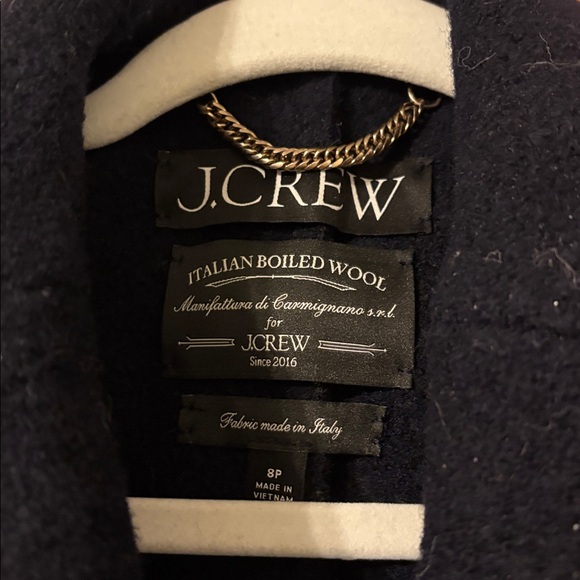 J.CREW
ITALIAN BOILED WOOL
Manifattura di Carmignano s.r.l.
for
J.CREW
Since 2016
Fabric made in Italy
8P
MADE IN
VIETNAM